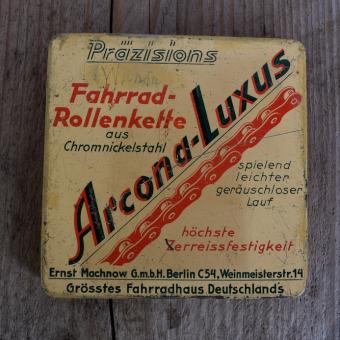 Präzisions
Fahrrad-
Rollenkette
aus
Chromnickelstahl
Arcona-Luxus
spielend
leichter
geräuschloser
Lauf
höchste
Zerreissfestigkeit
Ernst Machnow G.m.b.H. Berlin C54, Weinmeisterstr. 14
Grösstes Fahrradhaus Deutschlands